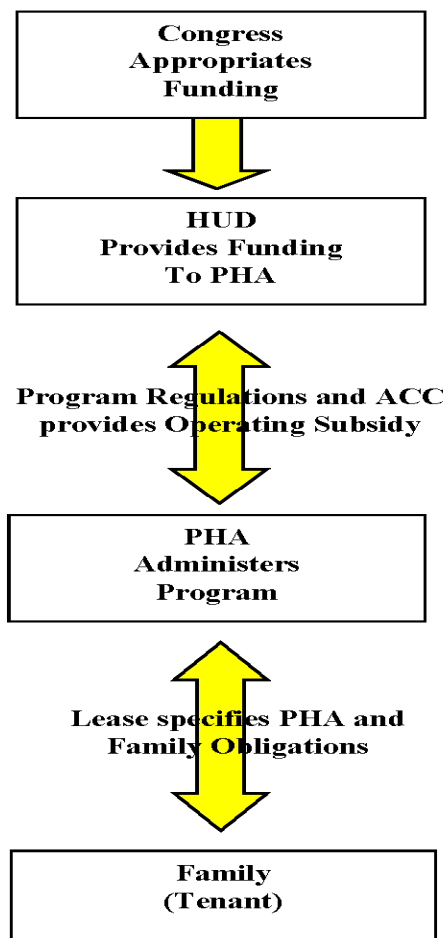 Congress
Appropriates
Funding
HUD
Provides Funding
To PHA
Program Regulations and ACC
provides Operating Subsidy
PHA
Administers
Program
Lease specifies PHA and
Family Obligations
Family
(Tenant)